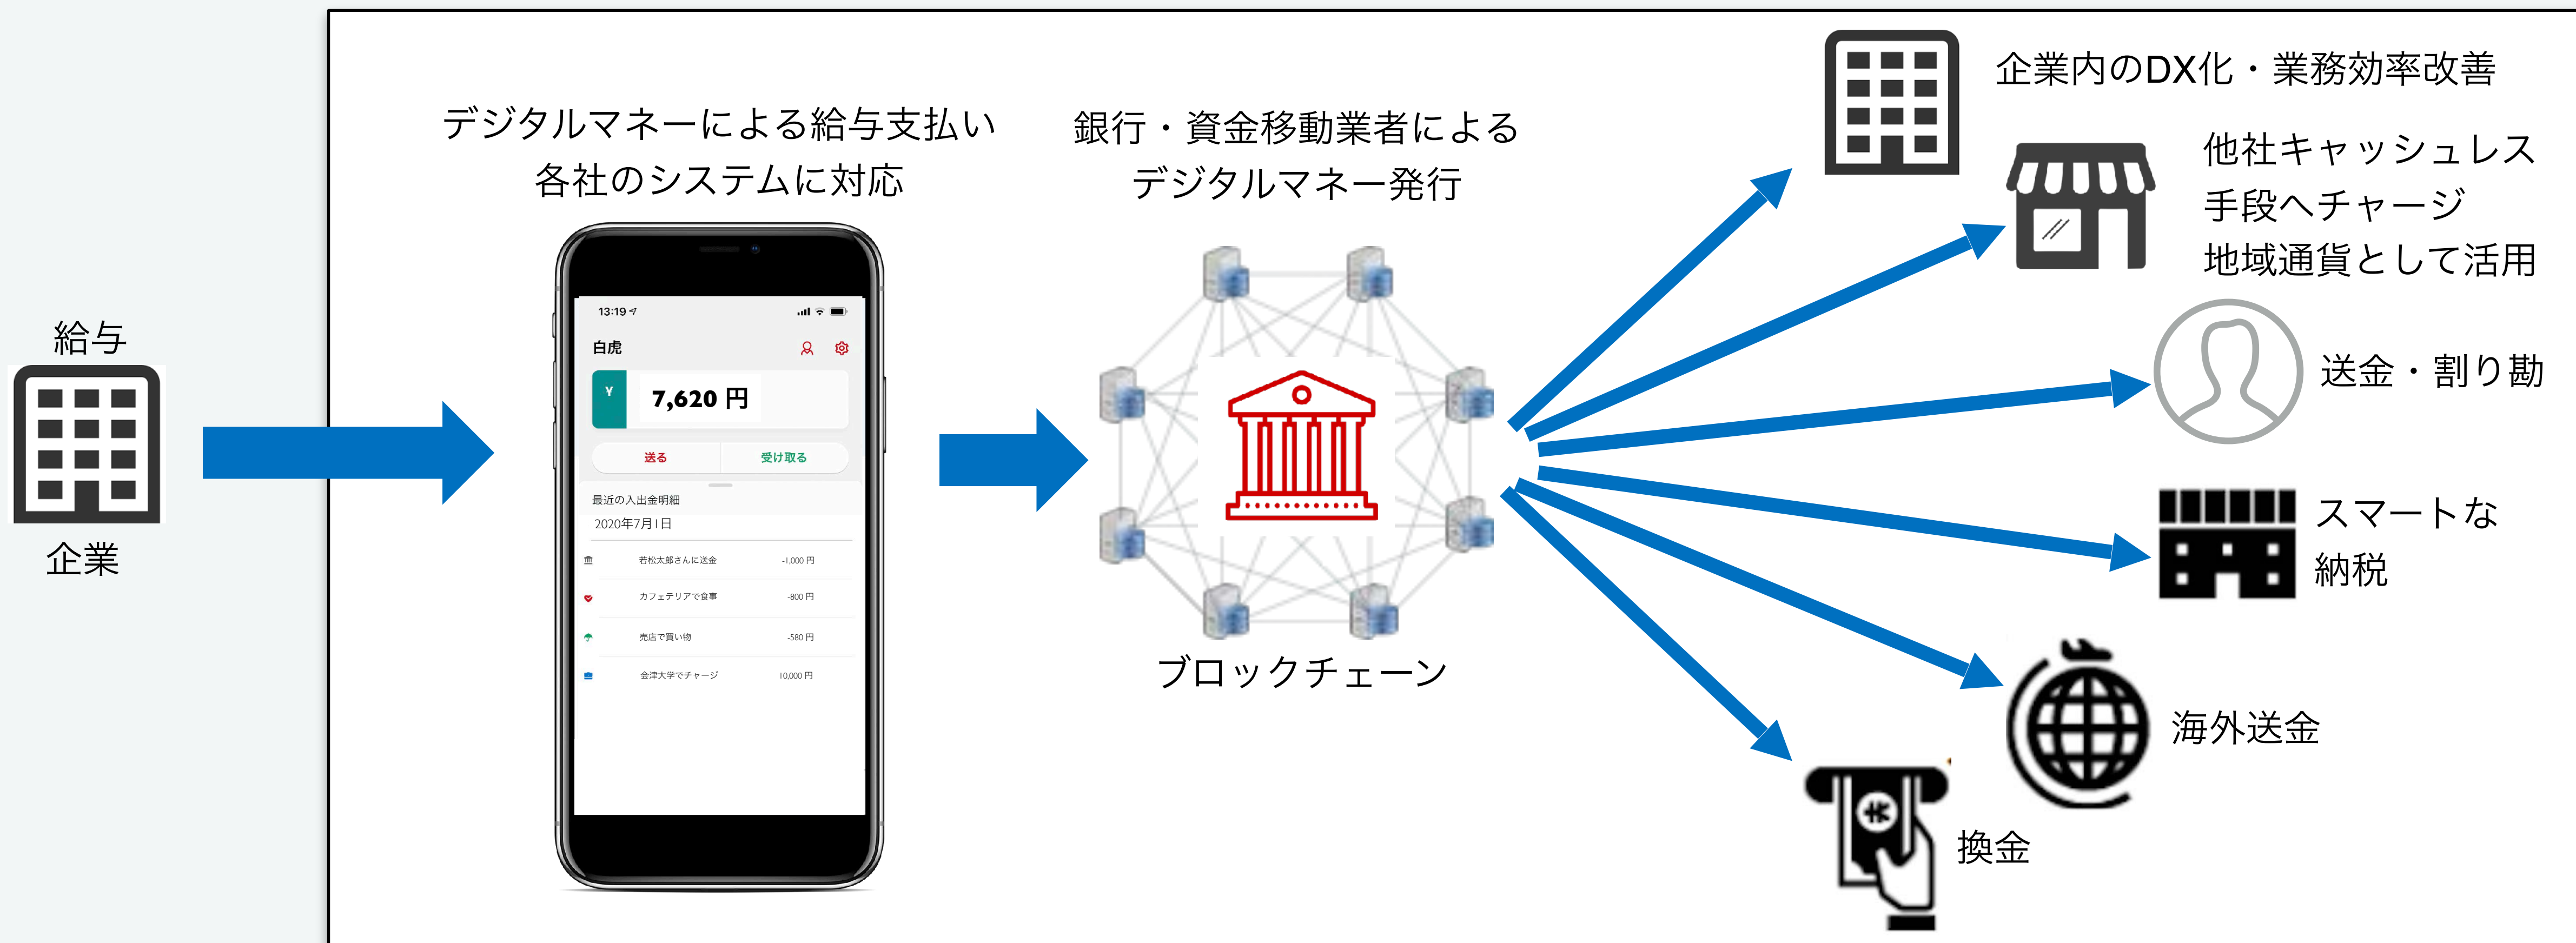 給与
企業
デジタルマネーによる給与支払い
各社のシステムに対応
13:19
白虎
¥
7,620 円
送る
受け取る
最近の入出金明細
2020年7月1日
若松太郎さんに送金 -1,000 円
カフェテリアで食事 -800 円
売店で買い物 -580 円
会津大学でチャージ 10,000 円
銀行・資金移動業者による
デジタルマネー発行
ブロックチェーン
企業内のDX化・業務効率改善
他社キャッシュレス
手段へチャージ
地域通貨として活用
送金・割り勘
スマートな
納税
海外送金
換金